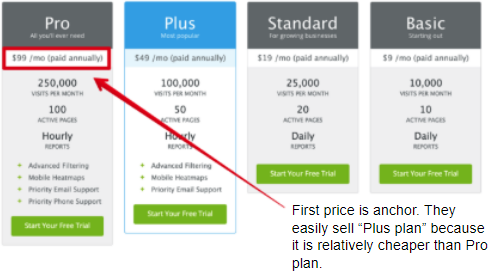 Pro
All you'll ever need
$99 /mo (paid annually)
250,000
VISITS PER MONTH
100
ACTIVE PAGES
Hourly
REPORTS
+ Advanced Filtering
+ Mobile Heatmaps
+ Priority Email Support
+ Priority Phone Support
Start Your Free Trial
Plus
Most popular
$49 /mo (paid annually)
100,000
VISITS PER MONTH
50
ACTIVE PAGES
Hourly
REPORTS
+ Advanced Filtering
+ Mobile Heatmaps
+ Priority Email Support
Start Your Free Trial
Standard
For growing businesses
$19 /mo (paid annually)
25,000
VISITS PER MONTH
20
ACTIVE PAGES
Daily
REPORTS
Start Your Free Trial
Basic
Starting out
$9 /mo (paid annually)
10,000
VISITS PER MONTH
10
ACTIVE PAGES
Daily
REPORTS
Start Your Free Trial
First price is anchor. They
easily sell “Plus plan” because
it is relatively cheaper than Pro
plan.